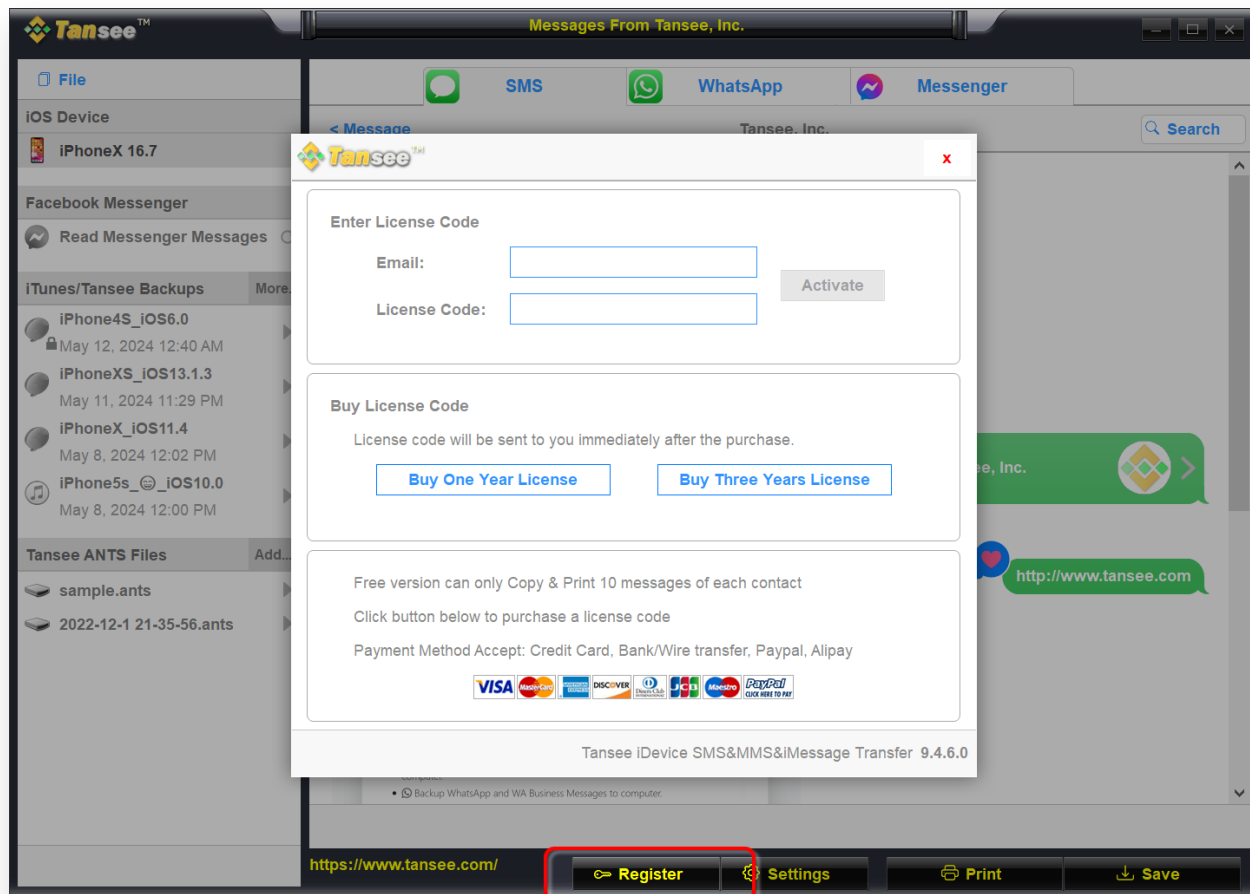 Tansee™
Messages From Tansee, Inc.
File
SMS
WhatsApp
Messenger
iOS Device
< Message
Tansee, Inc.
Search
iPhoneX 16.7
Facebook Messenger
Read Messenger Messages
iTunes/Tansee Backups More.
iPhone4S_iOS6.0
May 12, 2024 12:40 AM
iPhoneXS_iOS13.1.3
May 11, 2024 11:29 PM
iPhoneX_iOS11.4
May 8, 2024 12:02 PM
iPhone5s_😄_iOS10.0
May 8, 2024 12:00 PM
Tansee ANTS Files Add...
sample.ants
2022-12-1 21-35-56.ants
Tansee™
x
Enter License Code
Email:
License Code:
Activate
Buy License Code
License code will be sent to you immediately after the purchase.
Buy One Year License
Buy Three Years License
Free version can only Copy & Print 10 messages of each contact
Click button below to purchase a license code
Payment Method Accept: Credit Card, Bank/Wire transfer, Paypal, Alipay
VISA MasterCard DISCOVER Diners Club JCB Maestro PayPal
CLICK HERE TO PAY
Tansee iDevice SMS&MMS&iMessage Transfer 9.4.6.0
ee, Inc.
http://www.tansee.com
computer.
• Backup WhatsApp and WA Business Messages to computer.
https://www.tansee.com/
Register
Settings
Print
Save